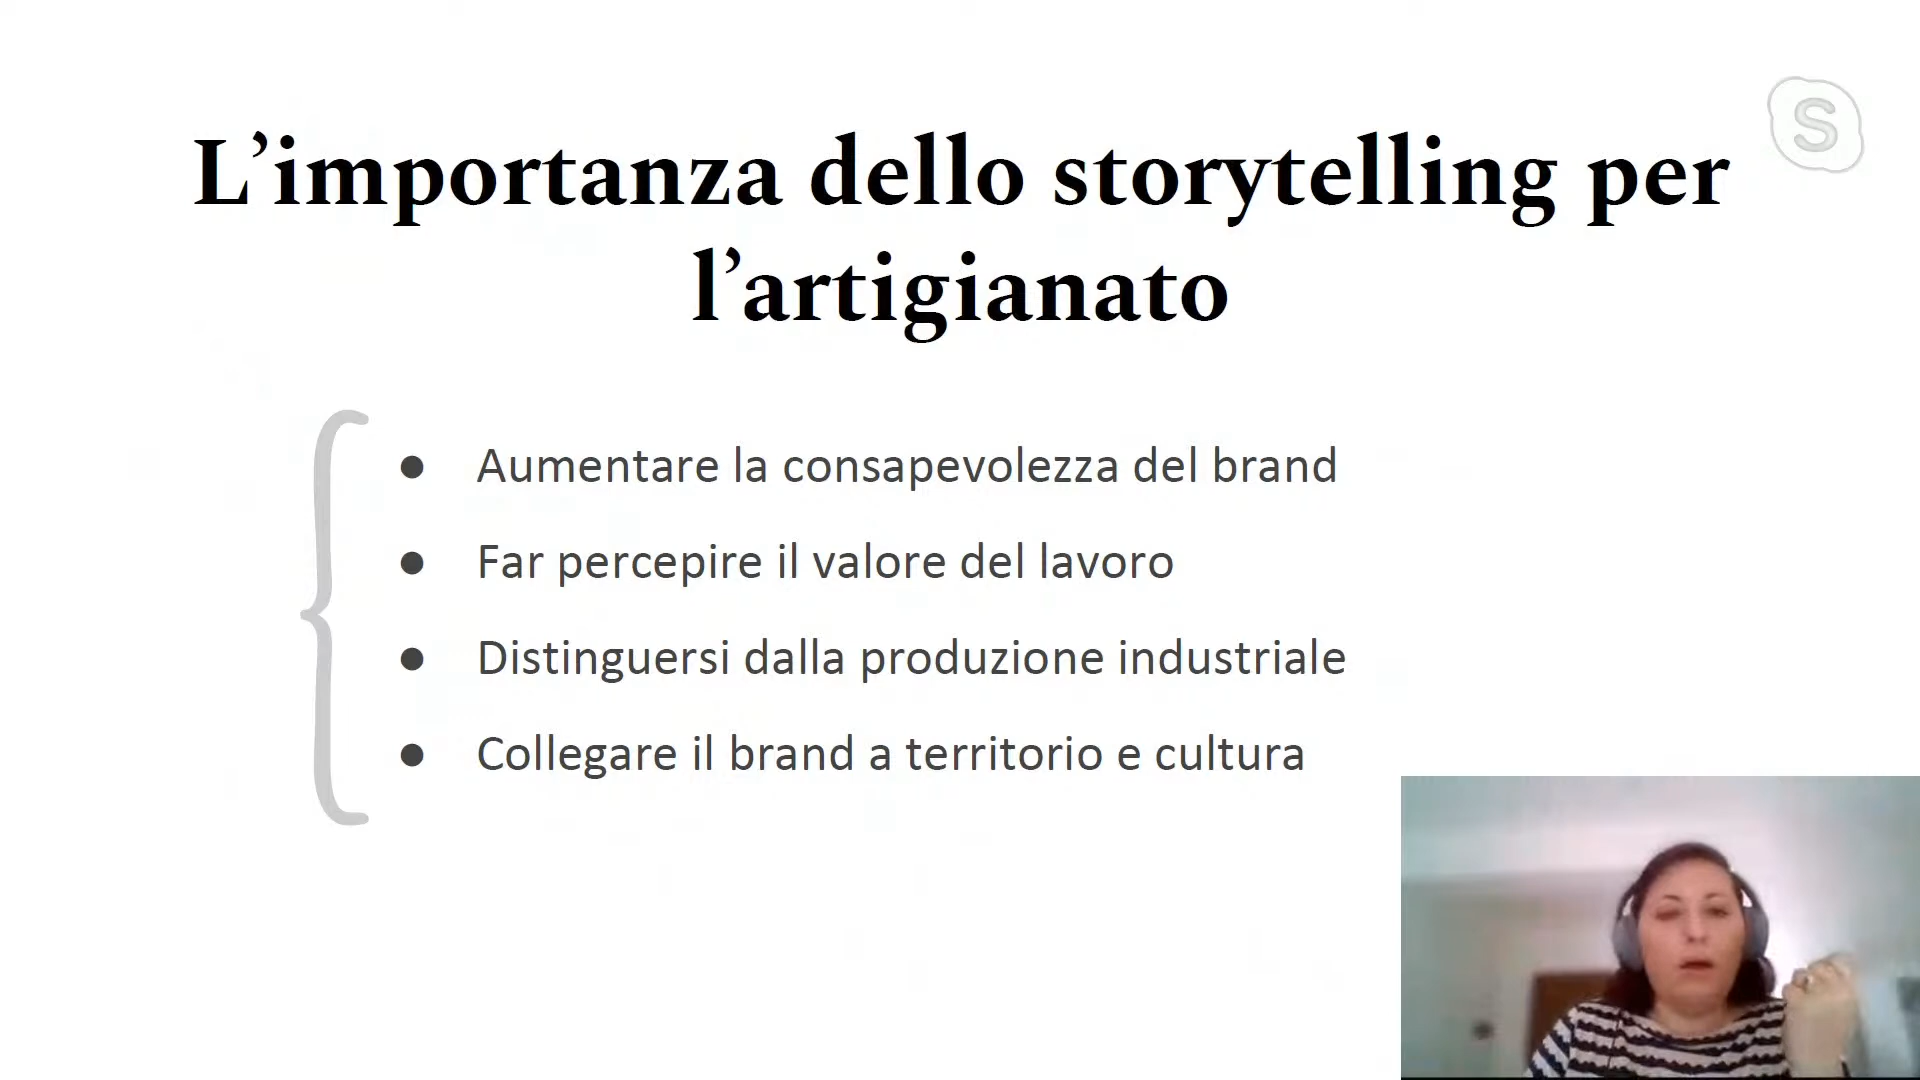 L’importanza dello storytelling per
l’artigianato
● Aumentare la consapevolezza del brand
● Far percepire il valore del lavoro
● Distinguersi dalla produzione industriale
● Collegare il brand a territorio e cultura
S